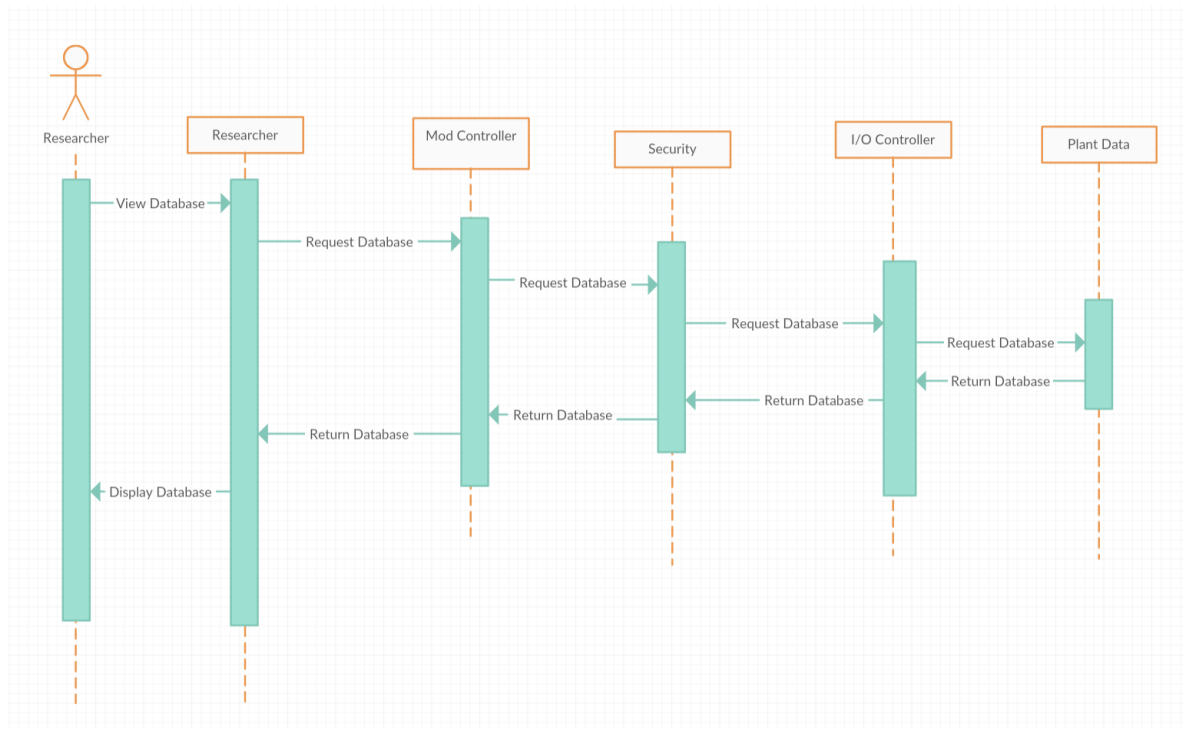 Researcher
Researcher
Mod Controller
Security
I/O Controller
Plant Data
View Database
Request Database
Request Database
Request Database
Request Database
Return Database
Return Database
Return Database
Return Database
Display Database